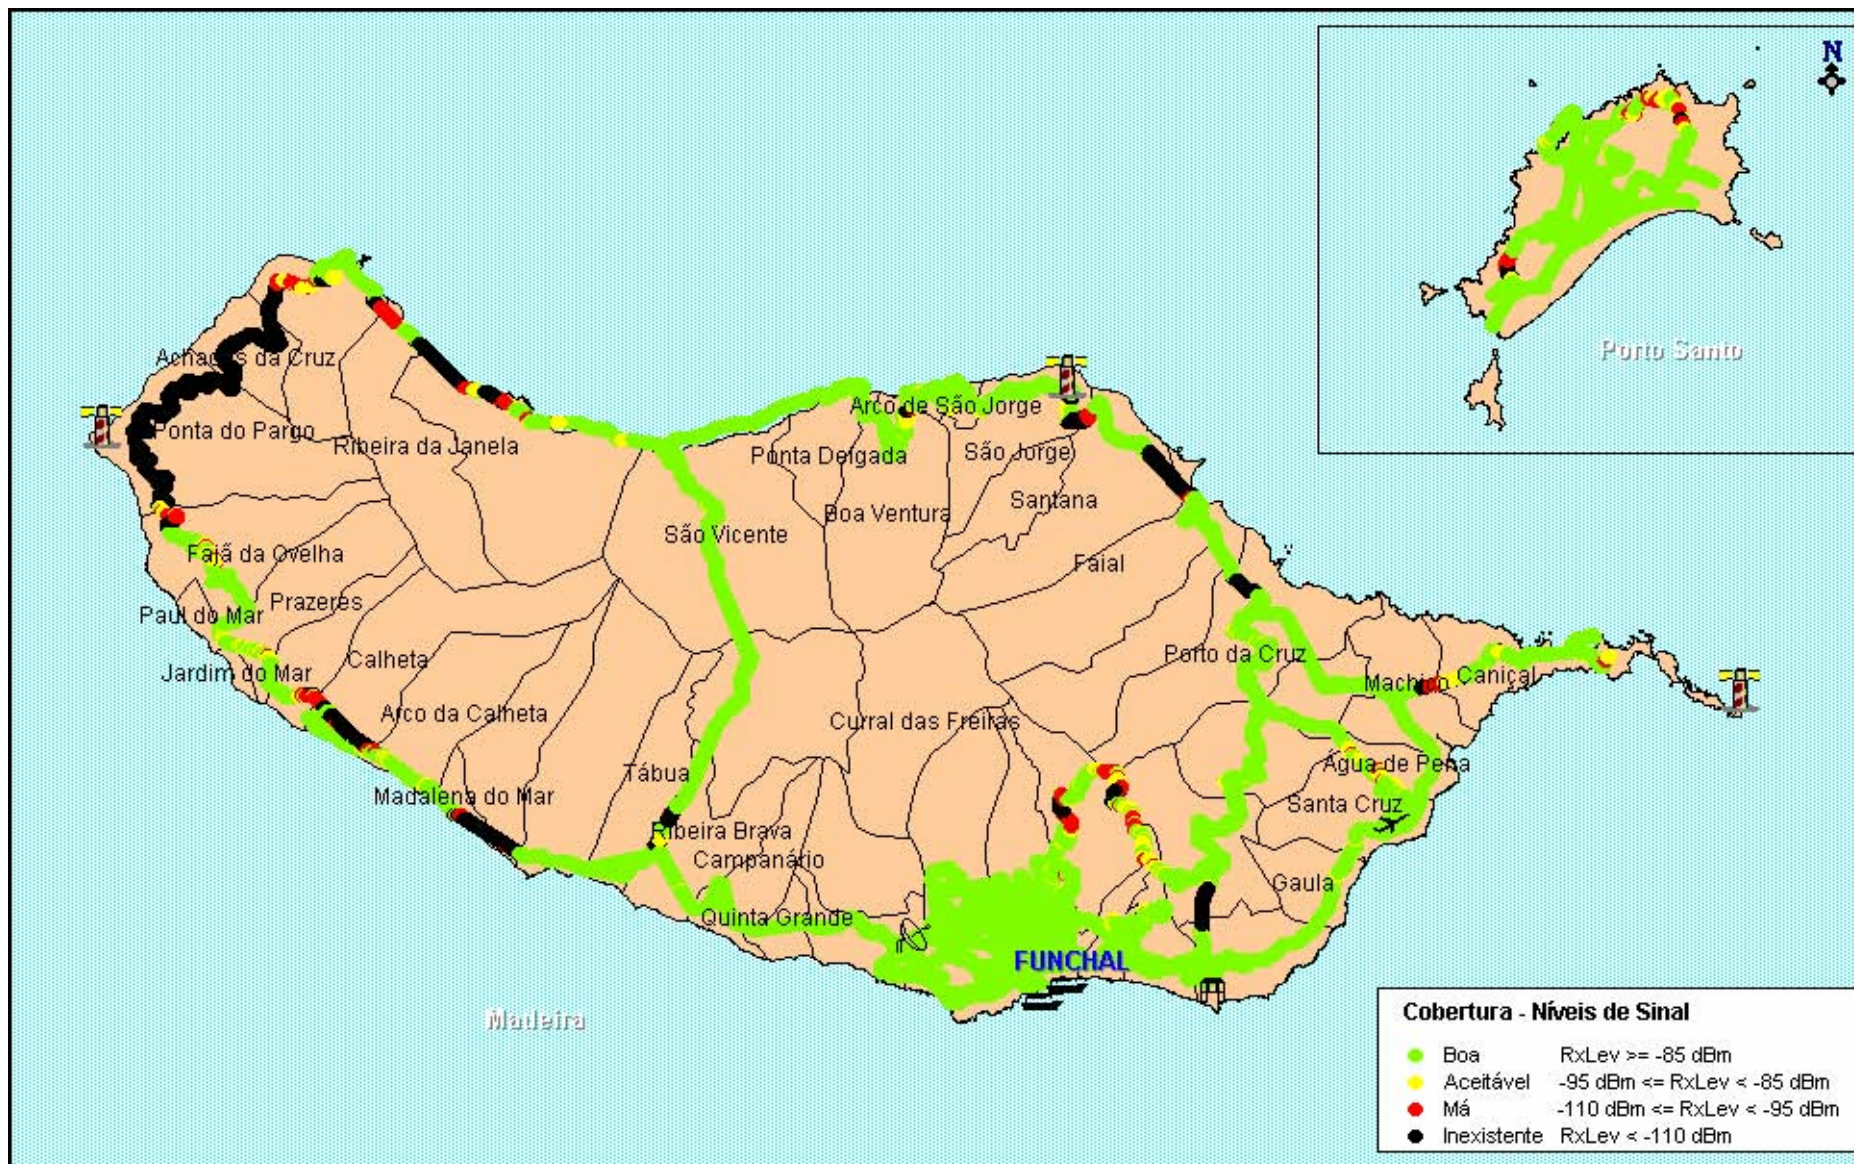 N
Porto Santo
Achadas da Cruz
Ponta do Pargo
Ribeira da Janela
Arco de São Jorge
Ponta Delgada
São Jorge
Santana
Boa Ventura
São Vicente
Faial
Fajã da Ovelha
Prazeres
Paul do Mar
Jardim do Mar
Calheta
Arco da Calheta
Porto da Cruz
Machico
Caniçal
Curral das Freiras
Tábua
Água de Pena
Madalena do Mar
Santa Cruz
Ribeira Brava
Campanário
Gaula
Quinta Grande
FUNCHAL
Madeira
Cobertura - Níveis de Sinal
Boa RxLev >= -85 dBm
Aceitável -95 dBm <= RxLev < -85 dBm
Má -110 dBm <= RxLev < -95 dBm
Inexistente RxLev < -110 dBm